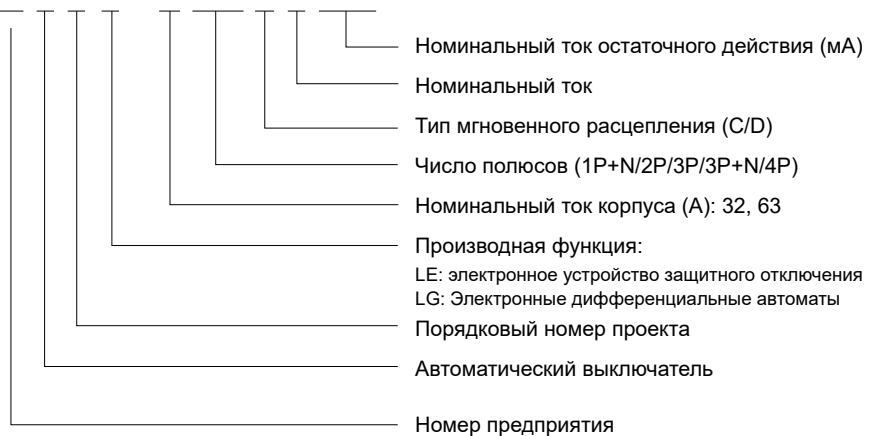 Номинальный ток остаточного действия (мА)
Номинальный ток
Тип мгновенного расцепления (C/D)
Число полюсов (1P+N/2P/3P/3P+N/4P)
Номинальный ток корпуса (А): 32, 63
Производная функция:
LE: электронное устройство защитного отключения
LG: Электронные дифференциальные автоматы
Порядковый номер проекта
Автоматический выключатель
Номер предприятия